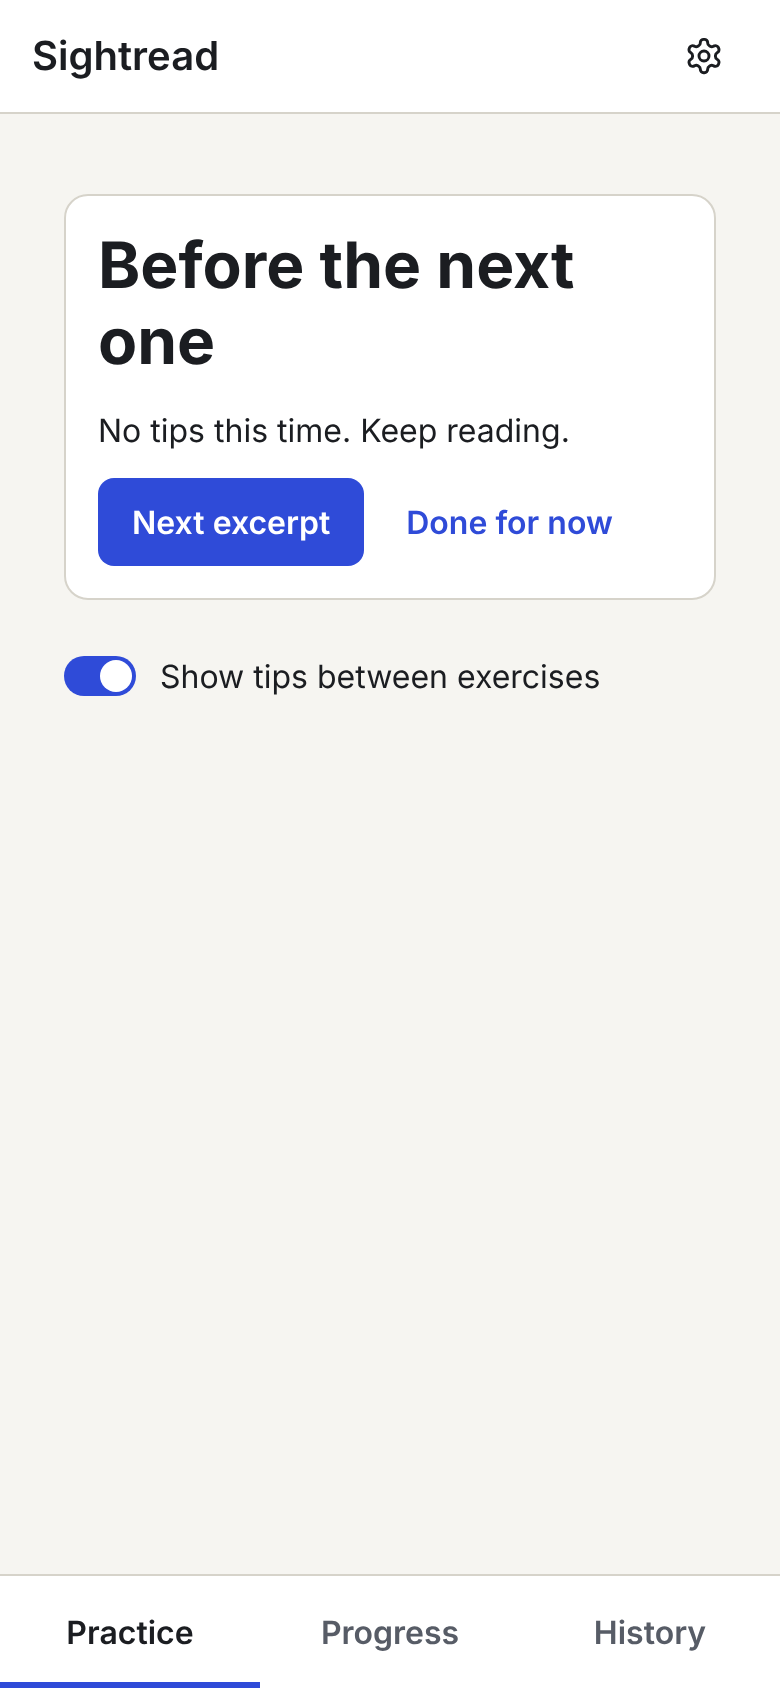 Sightread
Before the next
one
No tips this time. Keep reading.
Next excerpt
Done for now
Show tips between exercises
Practice
Progress
History